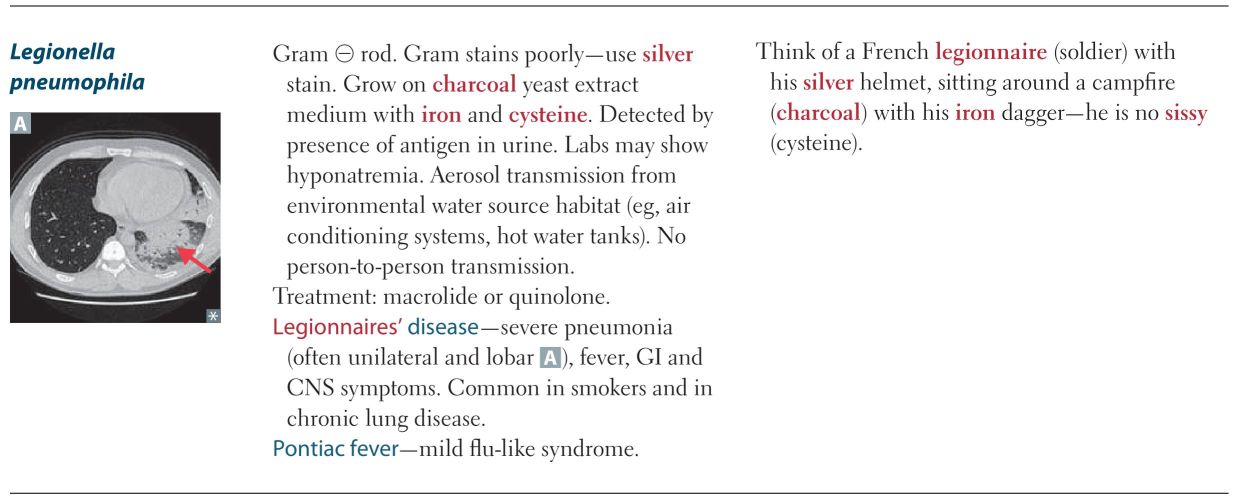 Legionella
pneumophila
A
Gram ⊖ rod. Gram stains poorly—use silver
stain. Grow on charcoal yeast extract
medium with iron and cysteine. Detected by
presence of antigen in urine. Labs may show
hyponatremia. Aerosol transmission from
environmental water source habitat (eg, air
conditioning systems, hot water tanks). No
person-to-person transmission.
Treatment: macrolide or quinolone.
Legionnaires’ disease—severe pneumonia
(often unilateral and lobar A), fever, GI and
CNS symptoms. Common in smokers and in
chronic lung disease.
Pontiac fever—mild flu-like syndrome.
Think of a French legionnaire (soldier) with
his silver helmet, sitting around a campfire
(charcoal) with his iron dagger—he is no sissy
(cysteine).